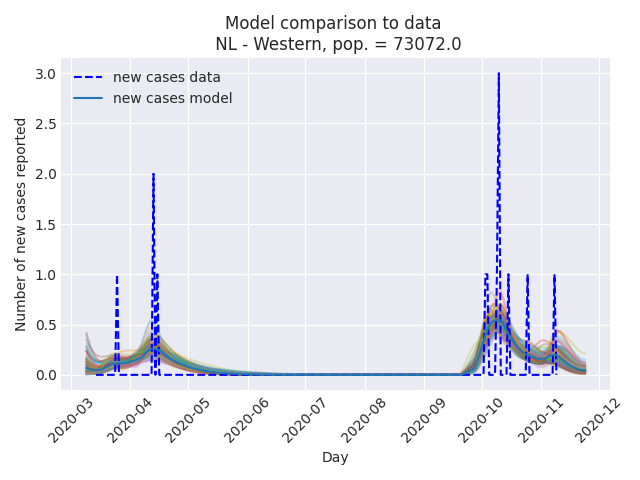 Model comparison to data
NL - Western, pop. = 73072.0
new cases data
new cases model
Number of new cases reported
3.0
2.5
2.0
1.5
1.0
0.5
0.0
2020-03
2020-04
2020-05
2020-06
2020-07
2020-08
2020-09
2020-10
2020-11
2020-12
Day